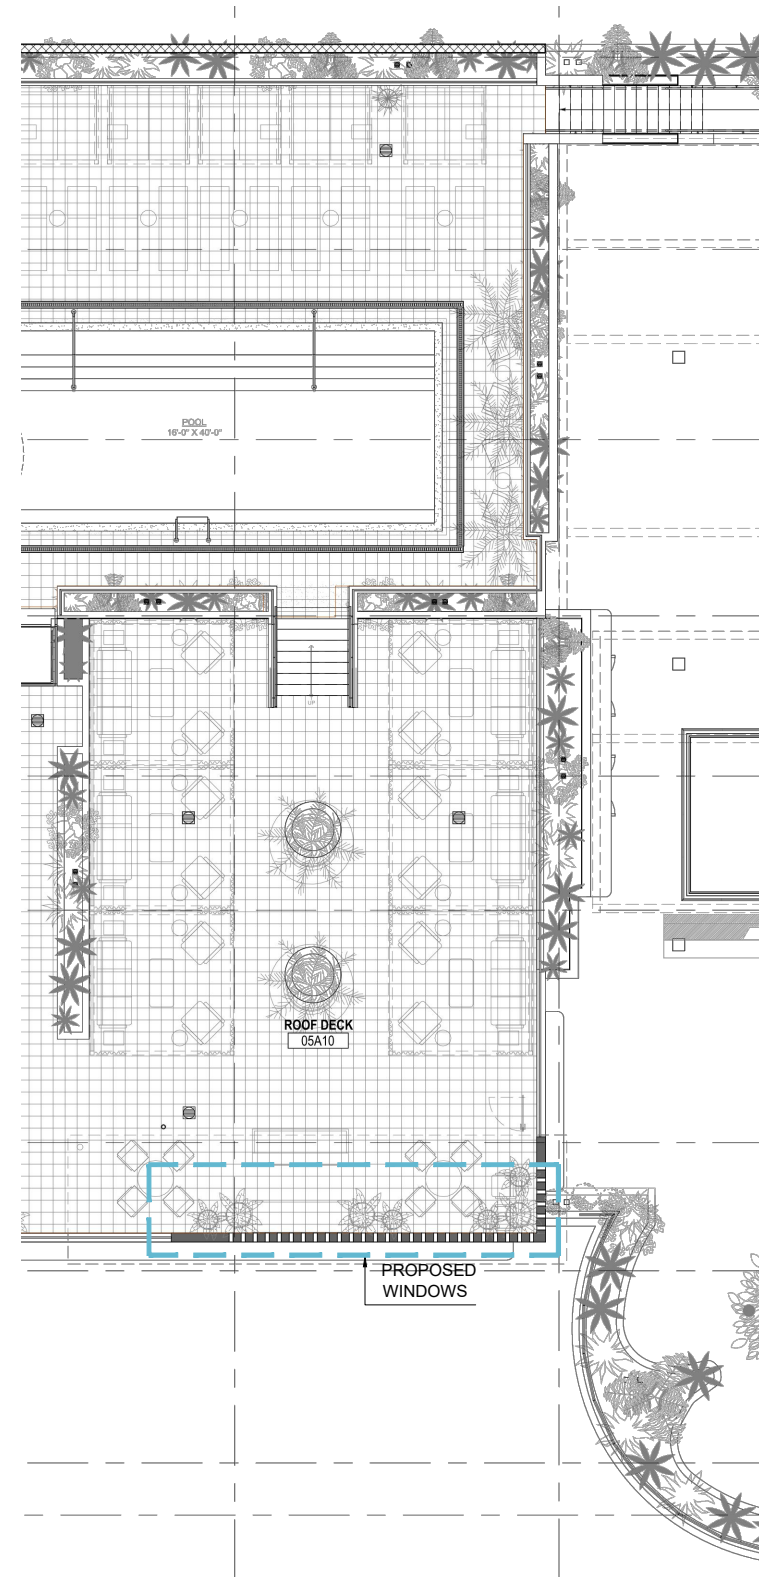 POOL
16'-0" X 40'-0"
UP
ROOF DECK
05A10
PROPOSED
WINDOWS